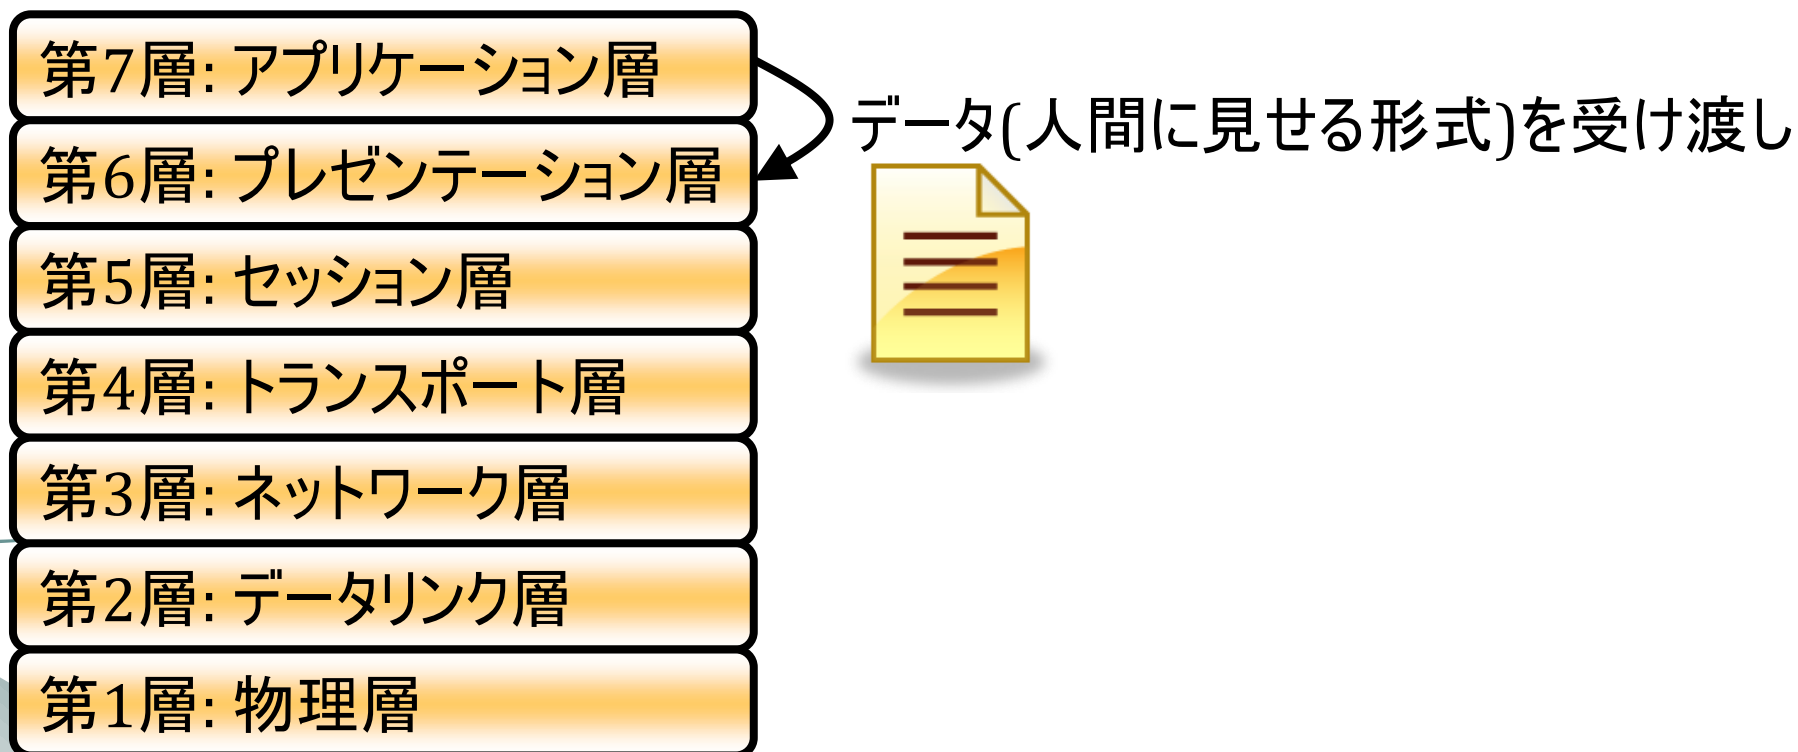 第7層: アプリケーション層
データ(人間に見せる形式)を受け渡し
第6層: プレゼンテーション層
第5層: セッション層
第4層: トランスポート層
第3層: ネットワーク層
第2層: データリンク層
第1層: 物理層